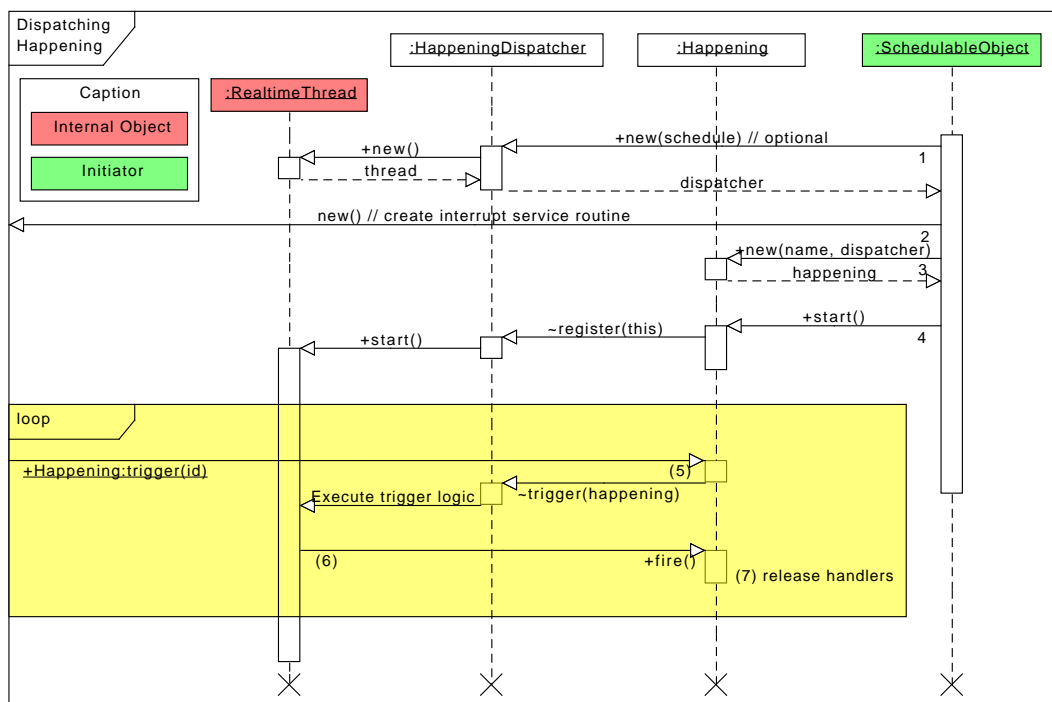 Dispatching
Happening
:HappeningDispatcher
:Happening
:SchedulableObject
Caption
:RealtimeThread
Internal Object
Initiator
+new(schedule) // optional
1
+new()
thread
dispatcher
new() // create interrupt service routine
2
+new(name, dispatcher)
happening
3
+start()
~register(this)
+start()
4
loop
+Happening:trigger(id)
(5)
~trigger(happening)
Execute trigger logic
(6)
+fire()
(7) release handlers